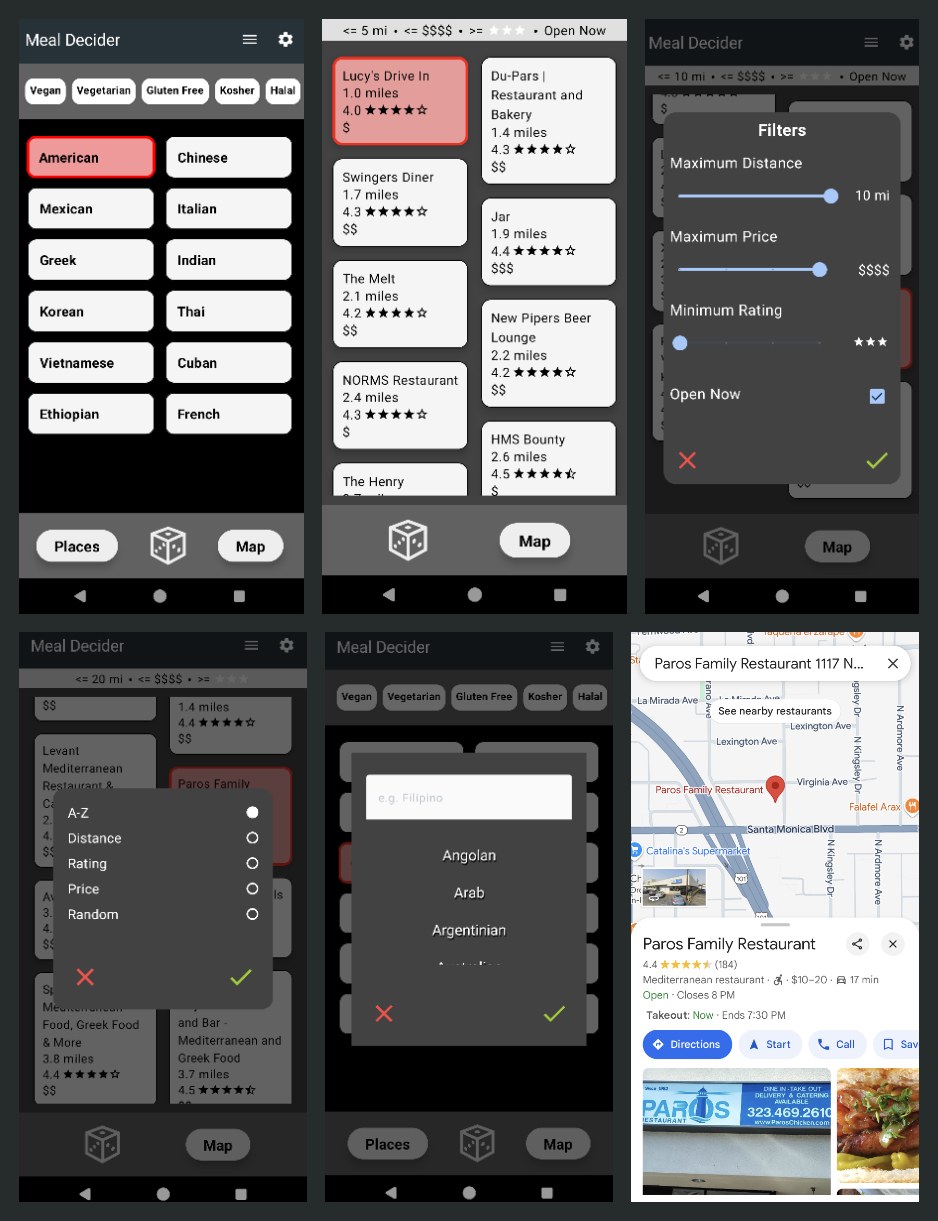 Meal Decider
Vegan Vegetarian Gluten Free Kosher Halal
American Chinese
Mexican Italian
Greek Indian
Korean Thai
Vietnamese Cuban
Ethiopian French
Places Map
<= 5 mi • <= $$$$ • >= ★★★ • Open Now
Lucy's Drive In
1.0 miles
4.0 ★★★★☆
$
Swingers Diner
1.7 miles
4.3 ★★★★☆
$$
The Melt
2.1 miles
4.2 ★★★★☆
$$
NORMS Restaurant
2.4 miles
4.3 ★★★★☆
$
The Henry
Du-Pars |
Restaurant and
Bakery
1.4 miles
4.3 ★★★★☆
$$
Jar
1.9 miles
4.4 ★★★★☆
$$$
New Pipers Beer
Lounge
2.2 miles
4.2 ★★★★☆
$$
HMS Bounty
2.6 miles
4.5 ★★★★⯪
$
Map
Meal Decider
<= 10 mi • <= $$$$ • >= ★★★ • Open Now
$
Filters
Maximum Distance
10 mi
Maximum Price
$$$$
Minimum Rating
★★★
Open Now
$$
Map
Meal Decider
<= 20 mi • <= $$$$ • >= ★★★
$$
1.4 miles
4.4 ★★★★☆
$$
Levant
Mediterranean
Restaurant &
Paros Family
A-Z
Distance
Rating
Price
Random
$$
Food, Greek Food
& More
3.8 miles
4.4 ★★★★☆
$$
and Bar -
Mediterranean and
Greek Food
3.7 miles
4.5 ★★★★⯪
Map
Meal Decider
Vegan Vegetarian Gluten Free Kosher Halal
e.g. Filipino
Angolan
Arab
Argentinian
Places Map
Paros Family Restaurant 1117 N...
See nearby restaurants
La Mirada Ave
La Mirada Ave
Lexington Ave
Lexington Ave
N Kingsley Dr
N Ardmore Ave
Virginia Ave
Paros Family Restaurant
Falafel Arax
2
Santa Monica Blvd
Catalina's Supermarket
101
N Kingsley Dr
N Ardmore Ave
101
Paros Family Restaurant
4.4 ★★★★⯪ (184)
Mediterranean restaurant · $10–20 · 17 min
Open · Closes 8 PM
Takeout: Now · Ends 7:30 PM
Directions Start Call Sav
Since 1982
PAROS
RESTAURANT
DINE IN -TAKE OUT
DELIVERY & CATERING
AVAILABLE
323.469.2610
www.ParosChicken.com